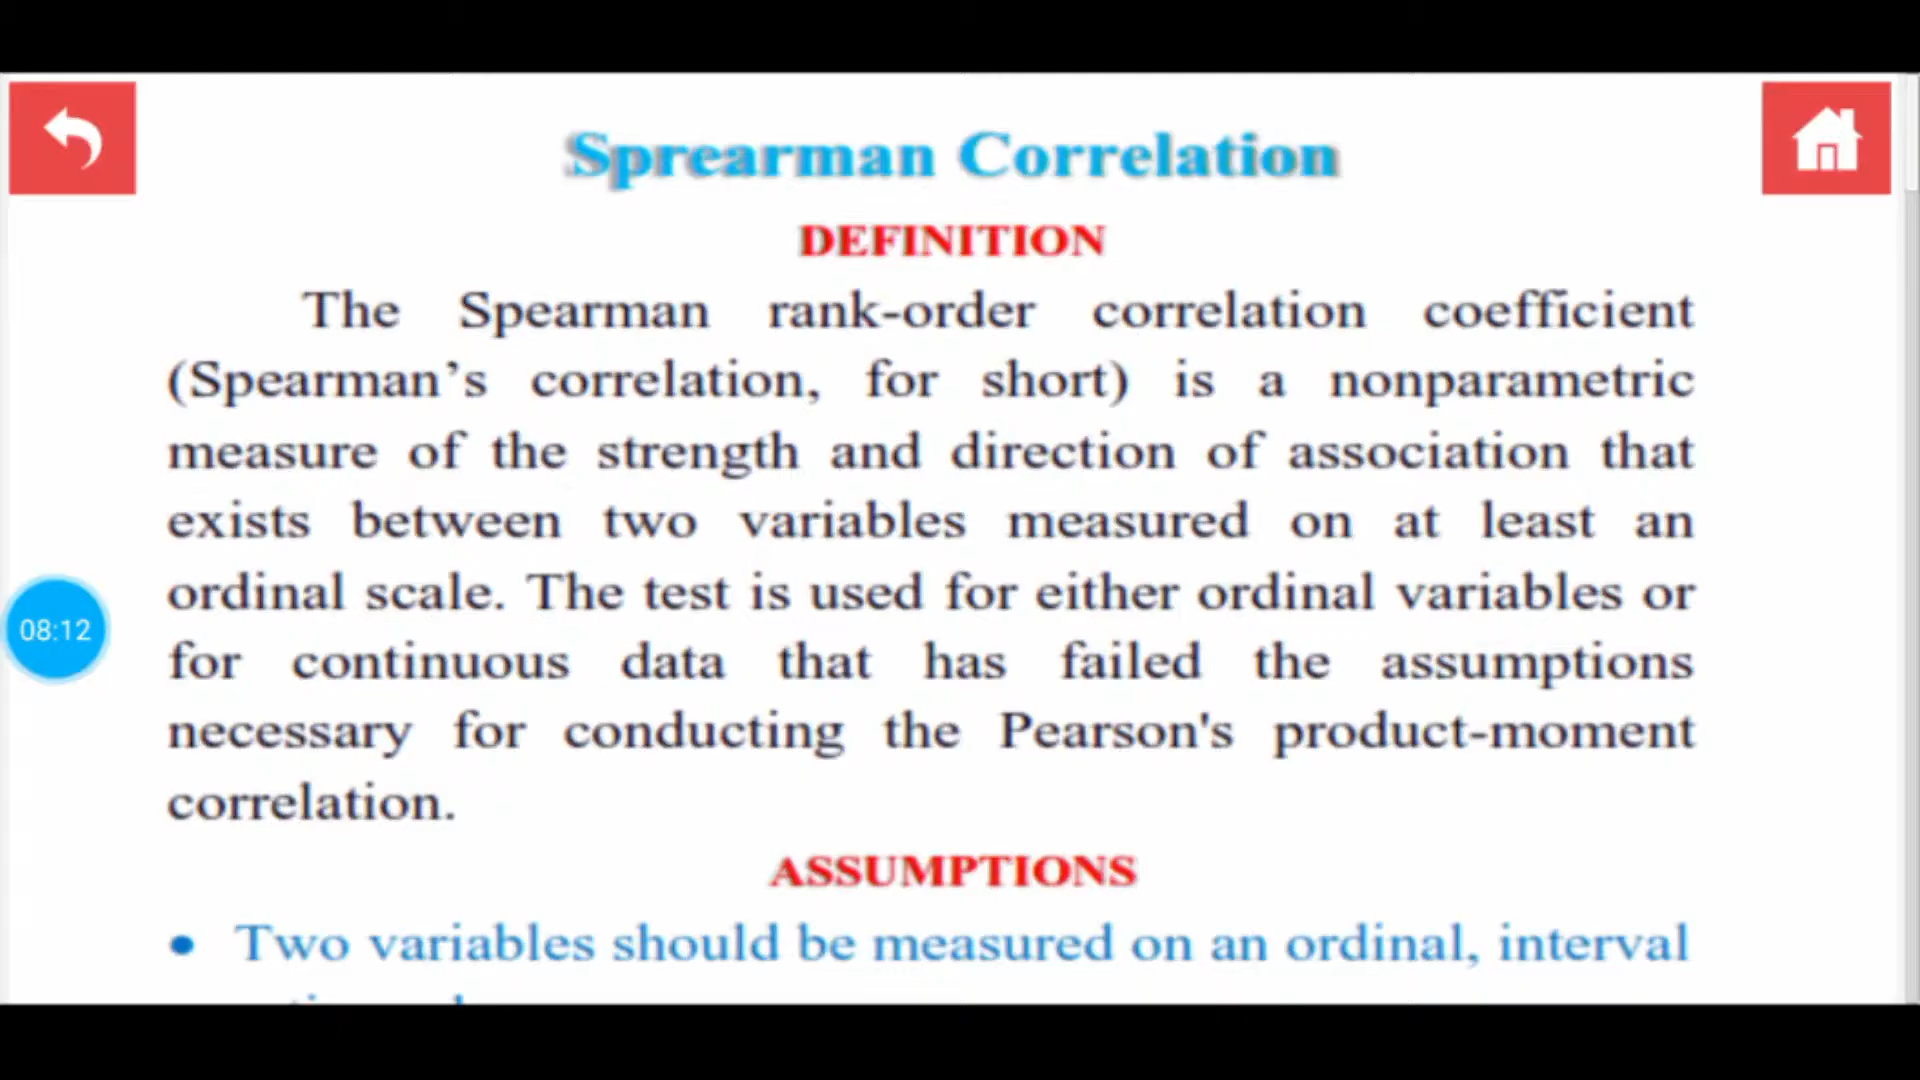 Sprearman Correlation
DEFINITION
The Spearman rank-order correlation coefficient
(Spearman’s correlation, for short) is a nonparametric
measure of the strength and direction of association that
exists between two variables measured on at least an
ordinal scale. The test is used for either ordinal variables or
for continuous data that has failed the assumptions
necessary for conducting the Pearson's product-moment
correlation.
08:12
ASSUMPTIONS
• Two variables should be measured on an ordinal, interval